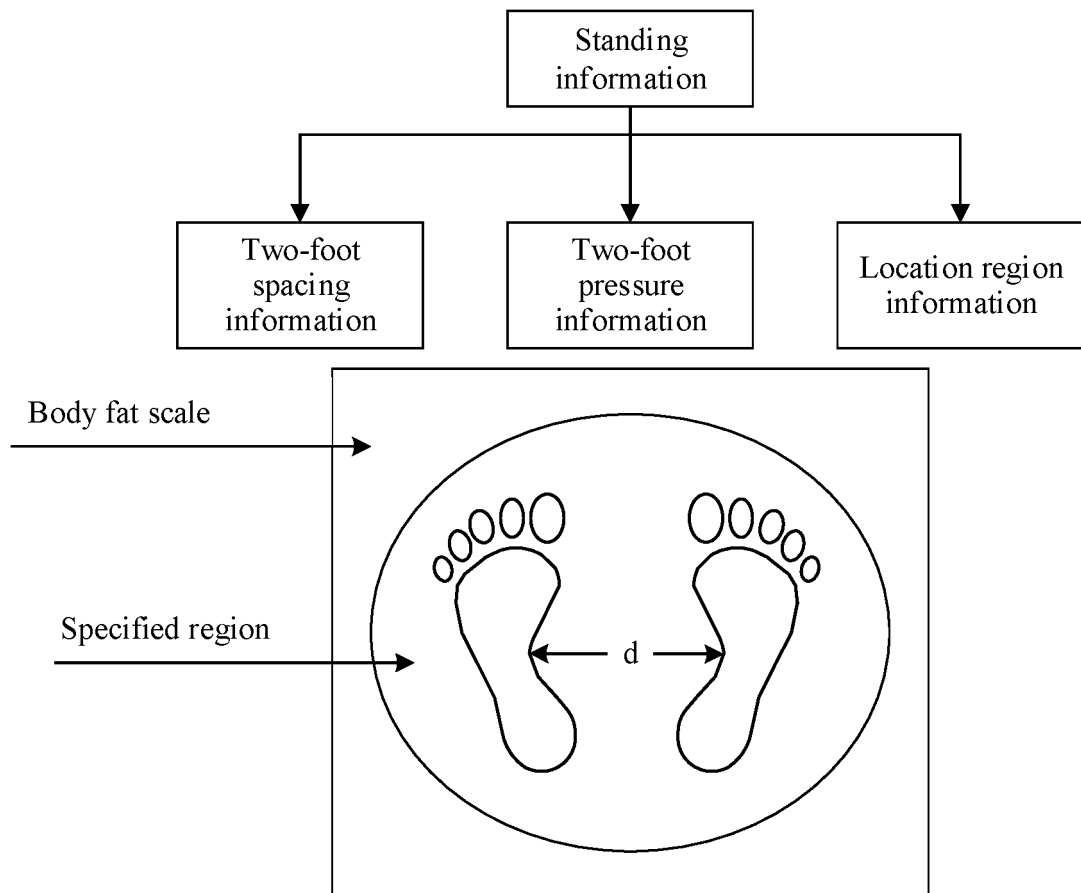 Standing
information
Two-foot
spacing
information
Two-foot
pressure
information
Location region
information
Body fat scale
Specified region
d